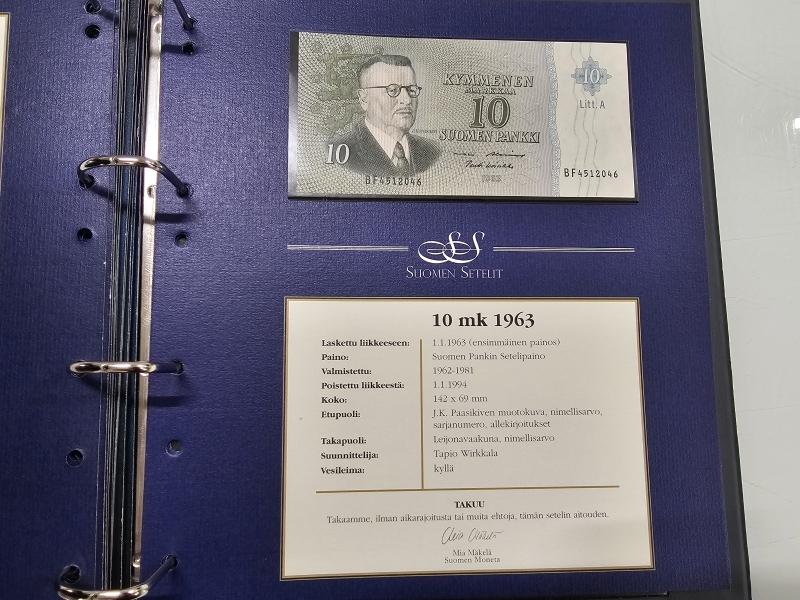 KYMMENEN
MARKKAA
10
SUOMEN PANKKI
1963
10
BF4512046
10
Litt. A
BF4512046
SS
SUOMEN SETELIT
10 mk 1963
Laskettu liikkeeseen: 1.1.1963 (ensimmäinen painos)
Paino: Suomen Pankin Setelipaino
Valmistettu: 1962-1981
Poistettu liikkeestä: 1.1.1994
Koko: 142 x 69 mm
Etupuoli: J.K. Paasikiven muotokuva, nimellisarvo,
sarjanumero, allekirjoitukset
Takapuoli: Leijonavaakuna, nimellisarvo
Suunnittelija: Tapio Wirkkala
Vesileima: kyllä
TAKUU
Takaamme, ilman aikarajoitusta tai muita ehtoja, tämän setelin aitouden.
Mia Mäkelä
Suomen Moneta